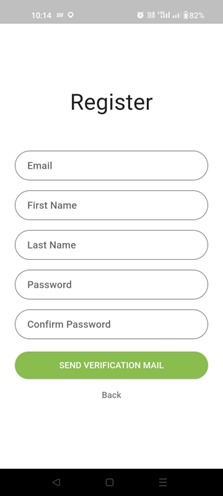 10:14
82%
Register
Email
First Name
Last Name
Password
Confirm Password
SEND VERIFICATION MAIL
Back